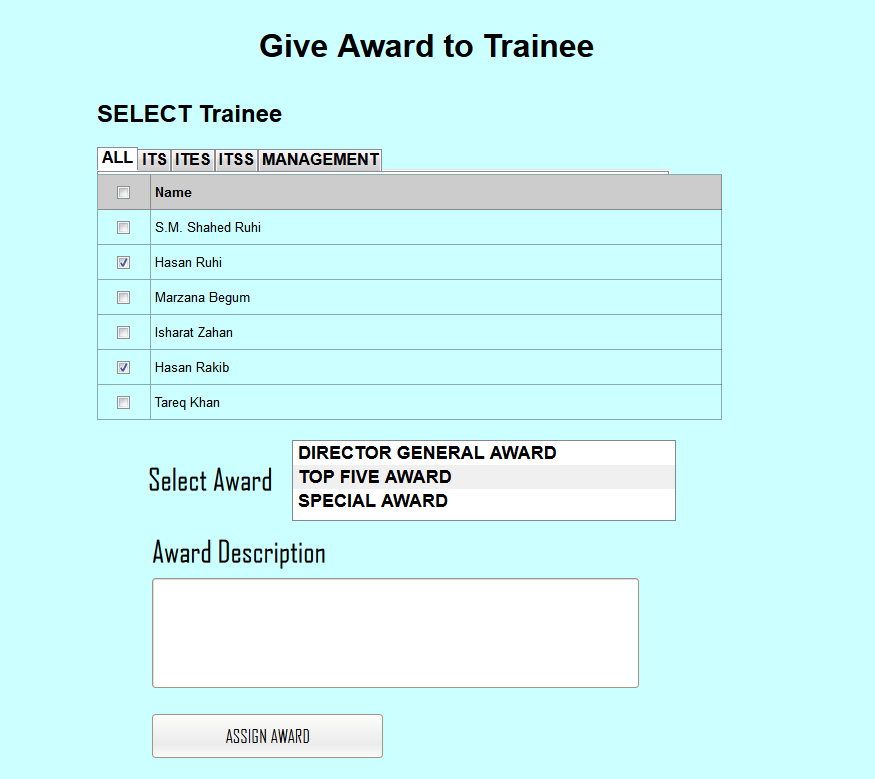 Give Award to Trainee
SELECT Trainee
ALL ITS ITES ITSS MANAGEMENT
Name
S.M. Shahed Ruhi
Hasan Ruhi
Marzana Begum
Isharat Zahan
Hasan Rakib
Tareq Khan
DIRECTOR GENERAL AWARD
Select Award TOP FIVE AWARD
SPECIAL AWARD
Award Description
ASSIGN AWARD